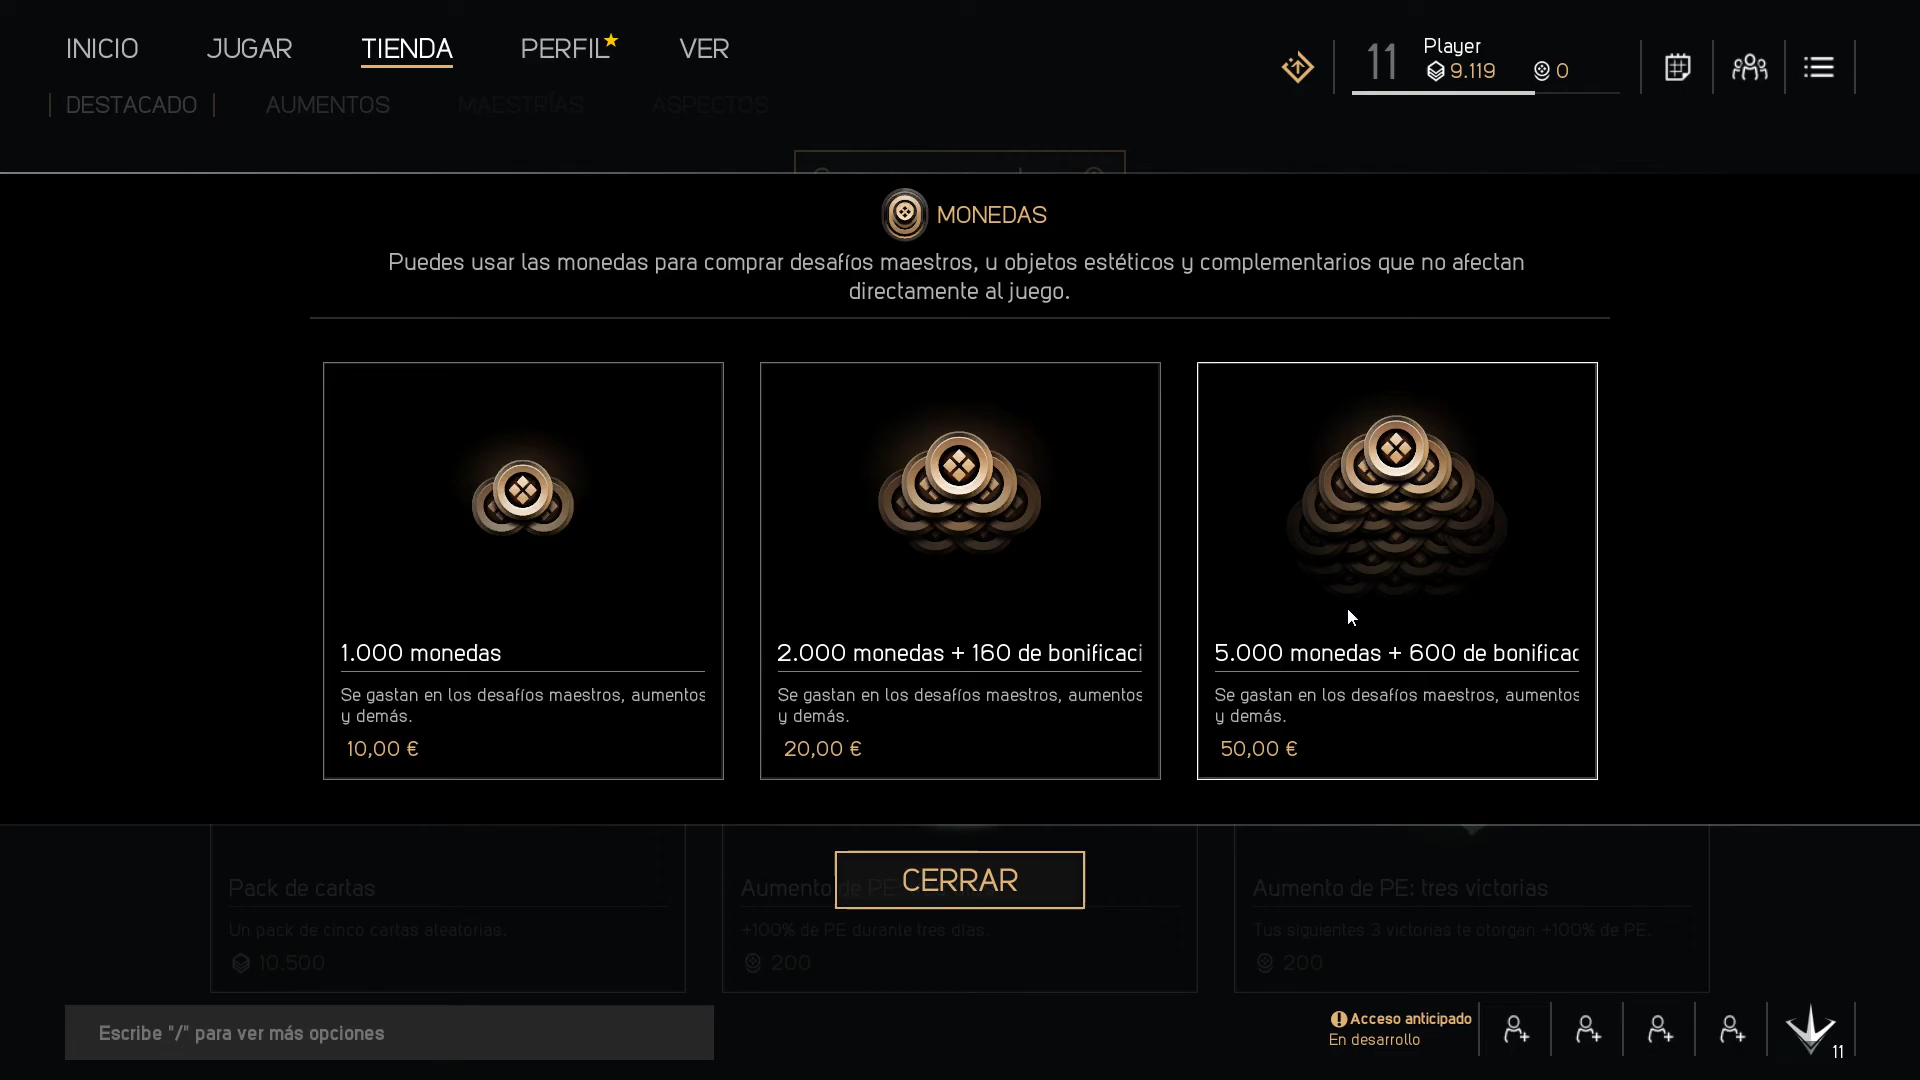 INICIO JUGAR TIENDA PERFIL VER
11 Player
9.119 0
DESTACADO AUMENTOS MAESTRÍAS ASPECTOS
MONEDAS
Puedes usar las monedas para comprar desafíos maestros, u objetos estéticos y complementarios que no afectan
directamente al juego.
1.000 monedas
Se gastan en los desafíos maestros, aumentos
y demás.
10,00 €
2.000 monedas + 160 de bonificaci
Se gastan en los desafíos maestros, aumentos
y demás.
20,00 €
5.000 monedas + 600 de bonificac
Se gastan en los desafíos maestros, aumentos
y demás.
50,00 €
CERRAR
Pack de cartas
Un pack de cinco cartas aleatorias.
10.500
Aumento de PE
+100% de PE durante tres días.
200
Aumento de PE: tres victorias
Tus siguientes 3 victorias te otorgan +100% de PE.
200
Escribe "/" para ver más opciones
Acceso anticipado
En desarrollo
11